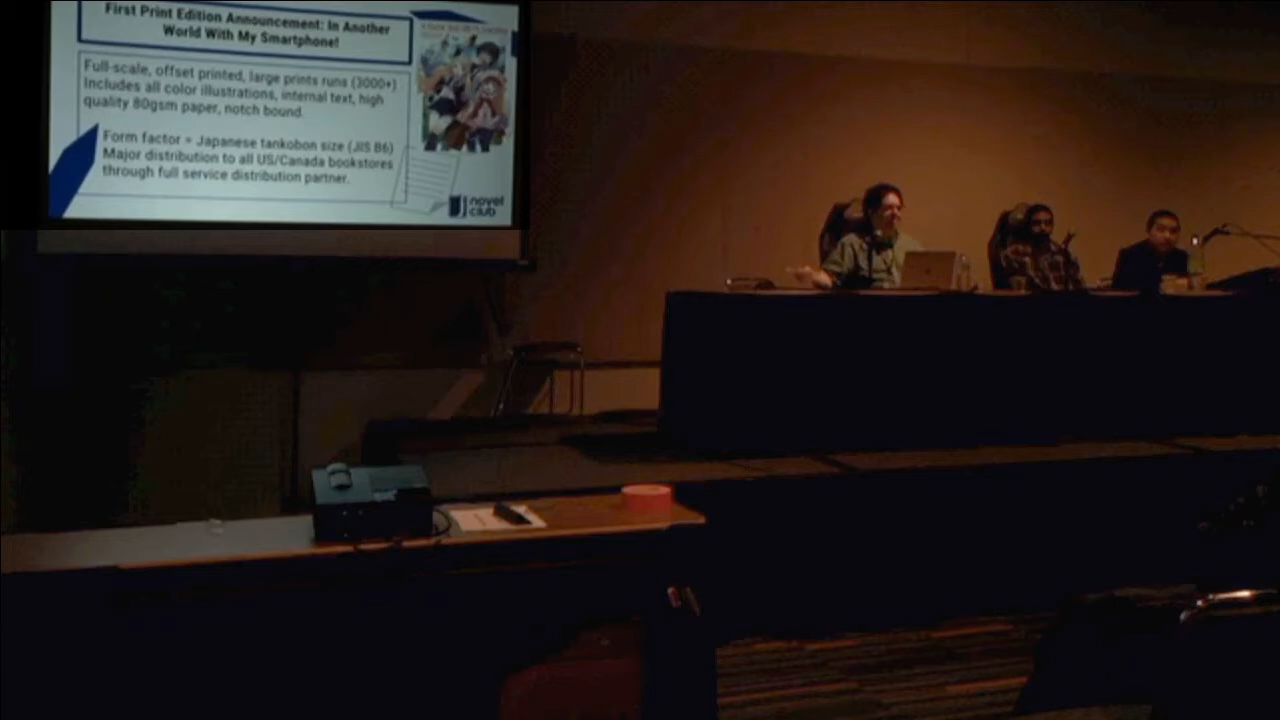 First Print Edition Announcement: In Another
World With My Smartphone!
Full-scale, offset printed, large prints runs (3000+)
Includes all color illustrations, internal text, high
quality 80gsm paper, notch bound.
Form factor = Japanese tankobon size (JIS B6)
Major distribution to all US/Canada bookstores
through full service distribution partner.
j novel
club